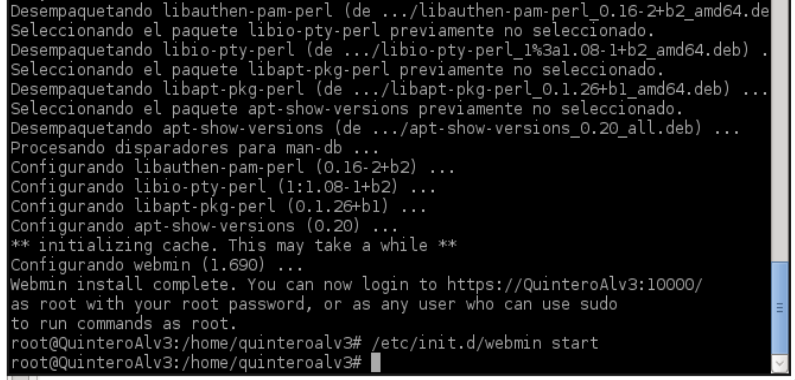 Desempaquetando libauthen-pam-perl (de .../libauthen-pam-perl_0.16-2+b2_amd64.de
Seleccionando el paquete libio-pty-perl previamente no seleccionado.
Desempaquetando libio-pty-perl (de .../libio-pty-perl_1%3a1.08-1+b2_amd64.deb) .
Seleccionando el paquete libapt-pkg-perl previamente no seleccionado.
Desempaquetando libapt-pkg-perl (de .../libapt-pkg-perl_0.1.26+b1_amd64.deb) ...
Seleccionando el paquete apt-show-versions previamente no seleccionado.
Desempaquetando apt-show-versions (de .../apt-show-versions_0.20_all.deb) ...
Procesando disparadores para man-db ...
Configurando libauthen-pam-perl (0.16-2+b2) ...
Configurando libio-pty-perl (1:1.08-1+b2) ...
Configurando libapt-pkg-perl (0.1.26+b1) ...
Configurando apt-show-versions (0.20) ...
** initializing cache. This may take a while **
Configurando webmin (1.690) ...
Webmin install complete. You can now login to https://QuinteroAlv3:10000/
as root with your root password, or as any user who can use sudo
to run commands as root.
root@QuinteroAlv3:/home/quinteroalv3# /etc/init.d/webmin start
root@QuinteroAlv3:/home/quinteroalv3#